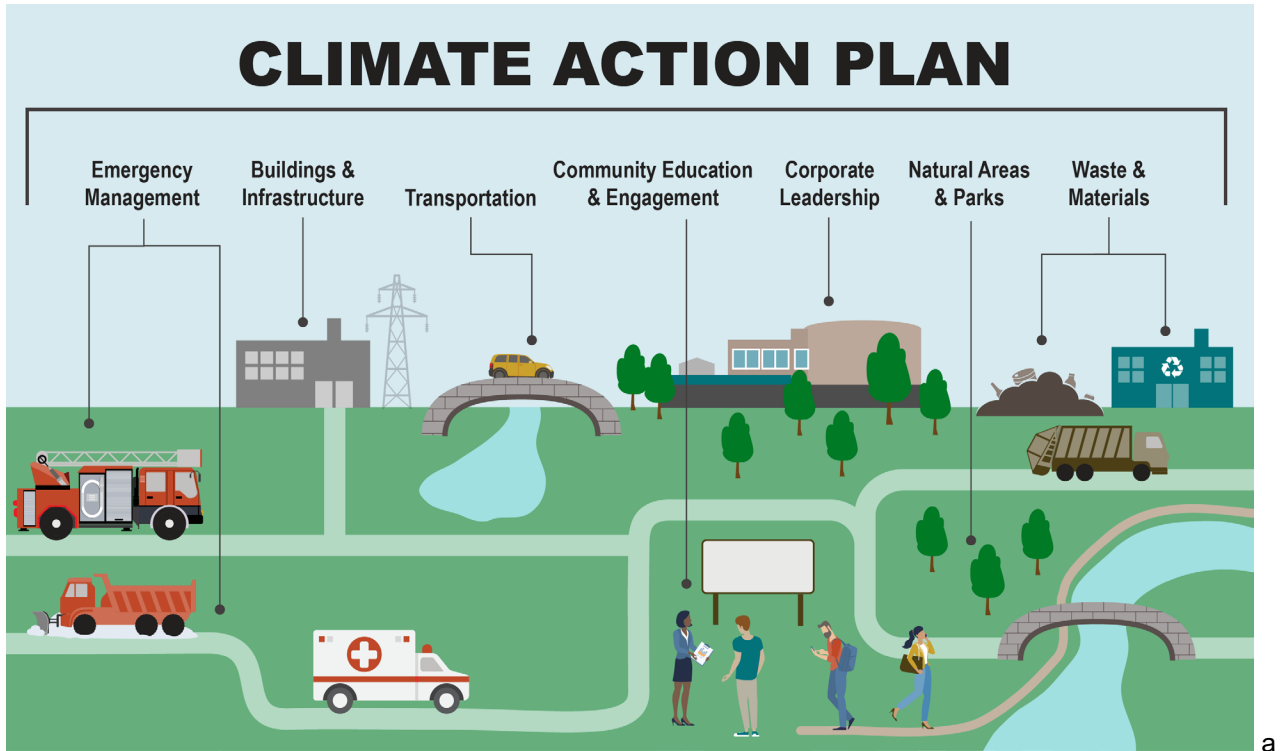 CLIMATE ACTION PLAN
Emergency
Management
Buildings &
Infrastructure
Transportation
Community Education
& Engagement
Corporate
Leadership
Natural Areas
& Parks
Waste &
Materials
a